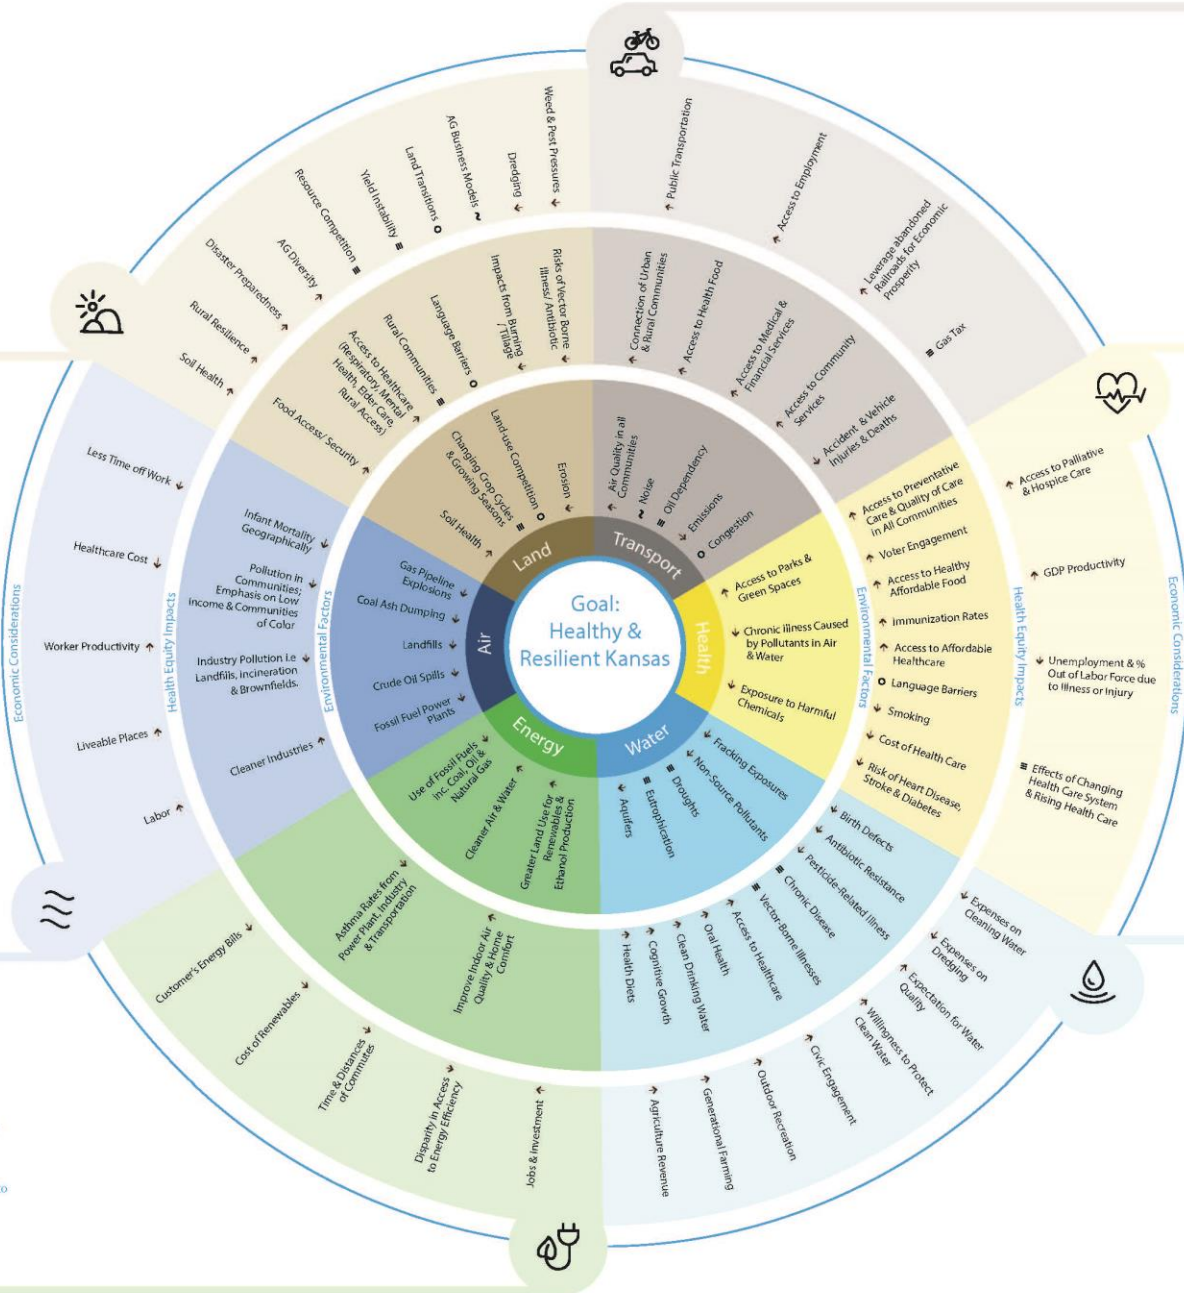 Goal:
Healthy &
Resilient Kansas
Land
Transport
Health
Water
Energy
Air
Economic Considerations
Health Equity Impacts
Environmental Factors
Environmental Factors
Health Equity Impacts
Economic Considerations
Weed & Pest Pressures ↓
Dredging ↓
AG Business Models ~
Land Transitions o
Yield Instability ≡
Resource Competition ≡
AG Diversity ↑
Disaster Preparedness ↑
Rural Resilience ↑
Soil Health ↑
Risks of Vector Borne
Illness/ Antibiotic ↓
Impacts from Burning
/ Tillage ↓
Language Barriers o
Rural Communities ≡
Access to Healthcare ↑
(Respiratory, Mental
Health, Elder Care,
Rural Access)
Food Access/ Security ↑
Erosion ↓
Land-use Competition o
Changing Crop Cycles
& Growing Seasons ≡
Soil Health ↑
↑ Public Transportation
↑ Access to Employment
↑ Leverage abandoned
Railroads for Economic
Prosperity
≡ Gas Tax
↑ Connection of Urban
& Rural Communities
↑ Access to Health Food
↑ Access to Medical &
Financial Services
↑ Access to Community
Services
↓ Accident & Vehicle
Injuries & Deaths
↑ Air Quality in all
Communities
~ Noise
≡ Oil Dependency
↓ Emissions
o Congestion
↑ Access to Parks &
Green Spaces
↓ Chronic illness Caused
by Pollutants in Air
& Water
↓ Exposure to Harmful
Chemicals
↑ Access to Preventative
Care & Quality of Care
in All Communities
↑ Voter Engagement
↑ Access to Healthy
Affordable Food
↑ immunization Rates
↑ Access to Affordable
Healthcare
o Language Barriers
↓ Smoking
↓ Cost of Health Care
↓ Risk of Heart Disease,
Stroke & Diabetes
↑ Access to Palliative
& Hospice Care
↑ GDP Productivity
↓ Unemployment & %
Out of Labor Force due
to Illness or Injury
≡ Effects of Changing
Health Care System
& Rising Health Care
↓ Fracking Exposures
↓ Non-Source Pollutants
≡ Droughts
≡ Eutrophication
↓ Aquifers
↓ Birth Defects
↓ Antibiotic Resistance
↓ Pesticide-Related Illness
≡ Chronic Disease
≡ Vector-Borne Illnesses
↑ Access to Healthcare
↑ Oral Health
↑ Clean Drinking Water
↑ Cognitive Growth
↑ Health Diets
↓ Expenses on
Cleaning Water
↓ Expenses on
Dredging
↑ Expectation for Water
Quality
↑ Willingness to Protect
Clean Water
↑ Civic Engagement
↑ Outdoor Recreation
↑ Generational Farming
↑ Agriculture Revenue
Use of Fossil Fuels ↓
inc. Coal, Oil &
Natural Gas
Cleaner Air & Water ↑
Greater Land Use for ↑
Renewables &
Ethanol Production
Asthma Rates from ↓
Power Plant, Industry
& Transportation
Improve Indoor Air ↑
Quality & Home
Comfort
Customer's Energy Bills ↓
Cost of Renewables ↓
Time & Distances ↓
of Commutes
Disparity in Access ↓
to Energy Efficiency
Jobs & investment ↑
Gas Pipeline
Explosions ↓
Coal Ash Dumping ↓
Landfills ↓
Crude Oil Spills ↓
Fossil Fuel Power
Plants ↓
Infant Mortality ↓
Geographically
Pollution in ↓
Communities;
Emphasis on Low
Income & Communities
of Color
Industry Pollution i.e ↓
Landfills, incineration
& Brownfields.
Cleaner Industries ↑
Less Time off Work ↓
Healthcare Cost ↓
Worker Productivity ↑
Liveable Places ↑
Labor ↑
to